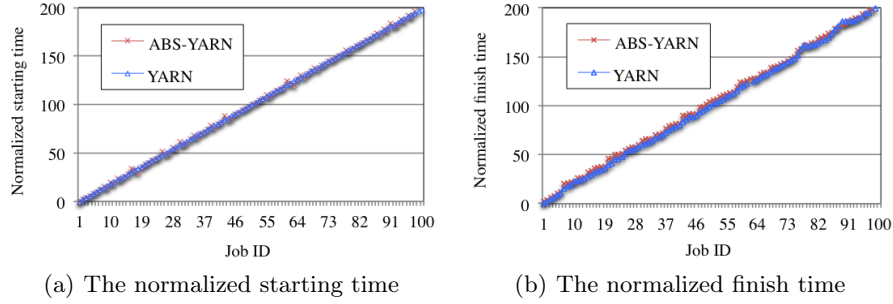 200
150
100
50
0
Normalized starting time
ABS-YARN
YARN
1 10 19 28 37 46 55 64 73 82 91 100
Job ID
(a) The normalized starting time
200
150
100
50
0
Normalized finish time
ABS-YARN
YARN
1 10 19 28 37 46 55 64 73 82 91 100
Job ID
(b) The normalized finish time